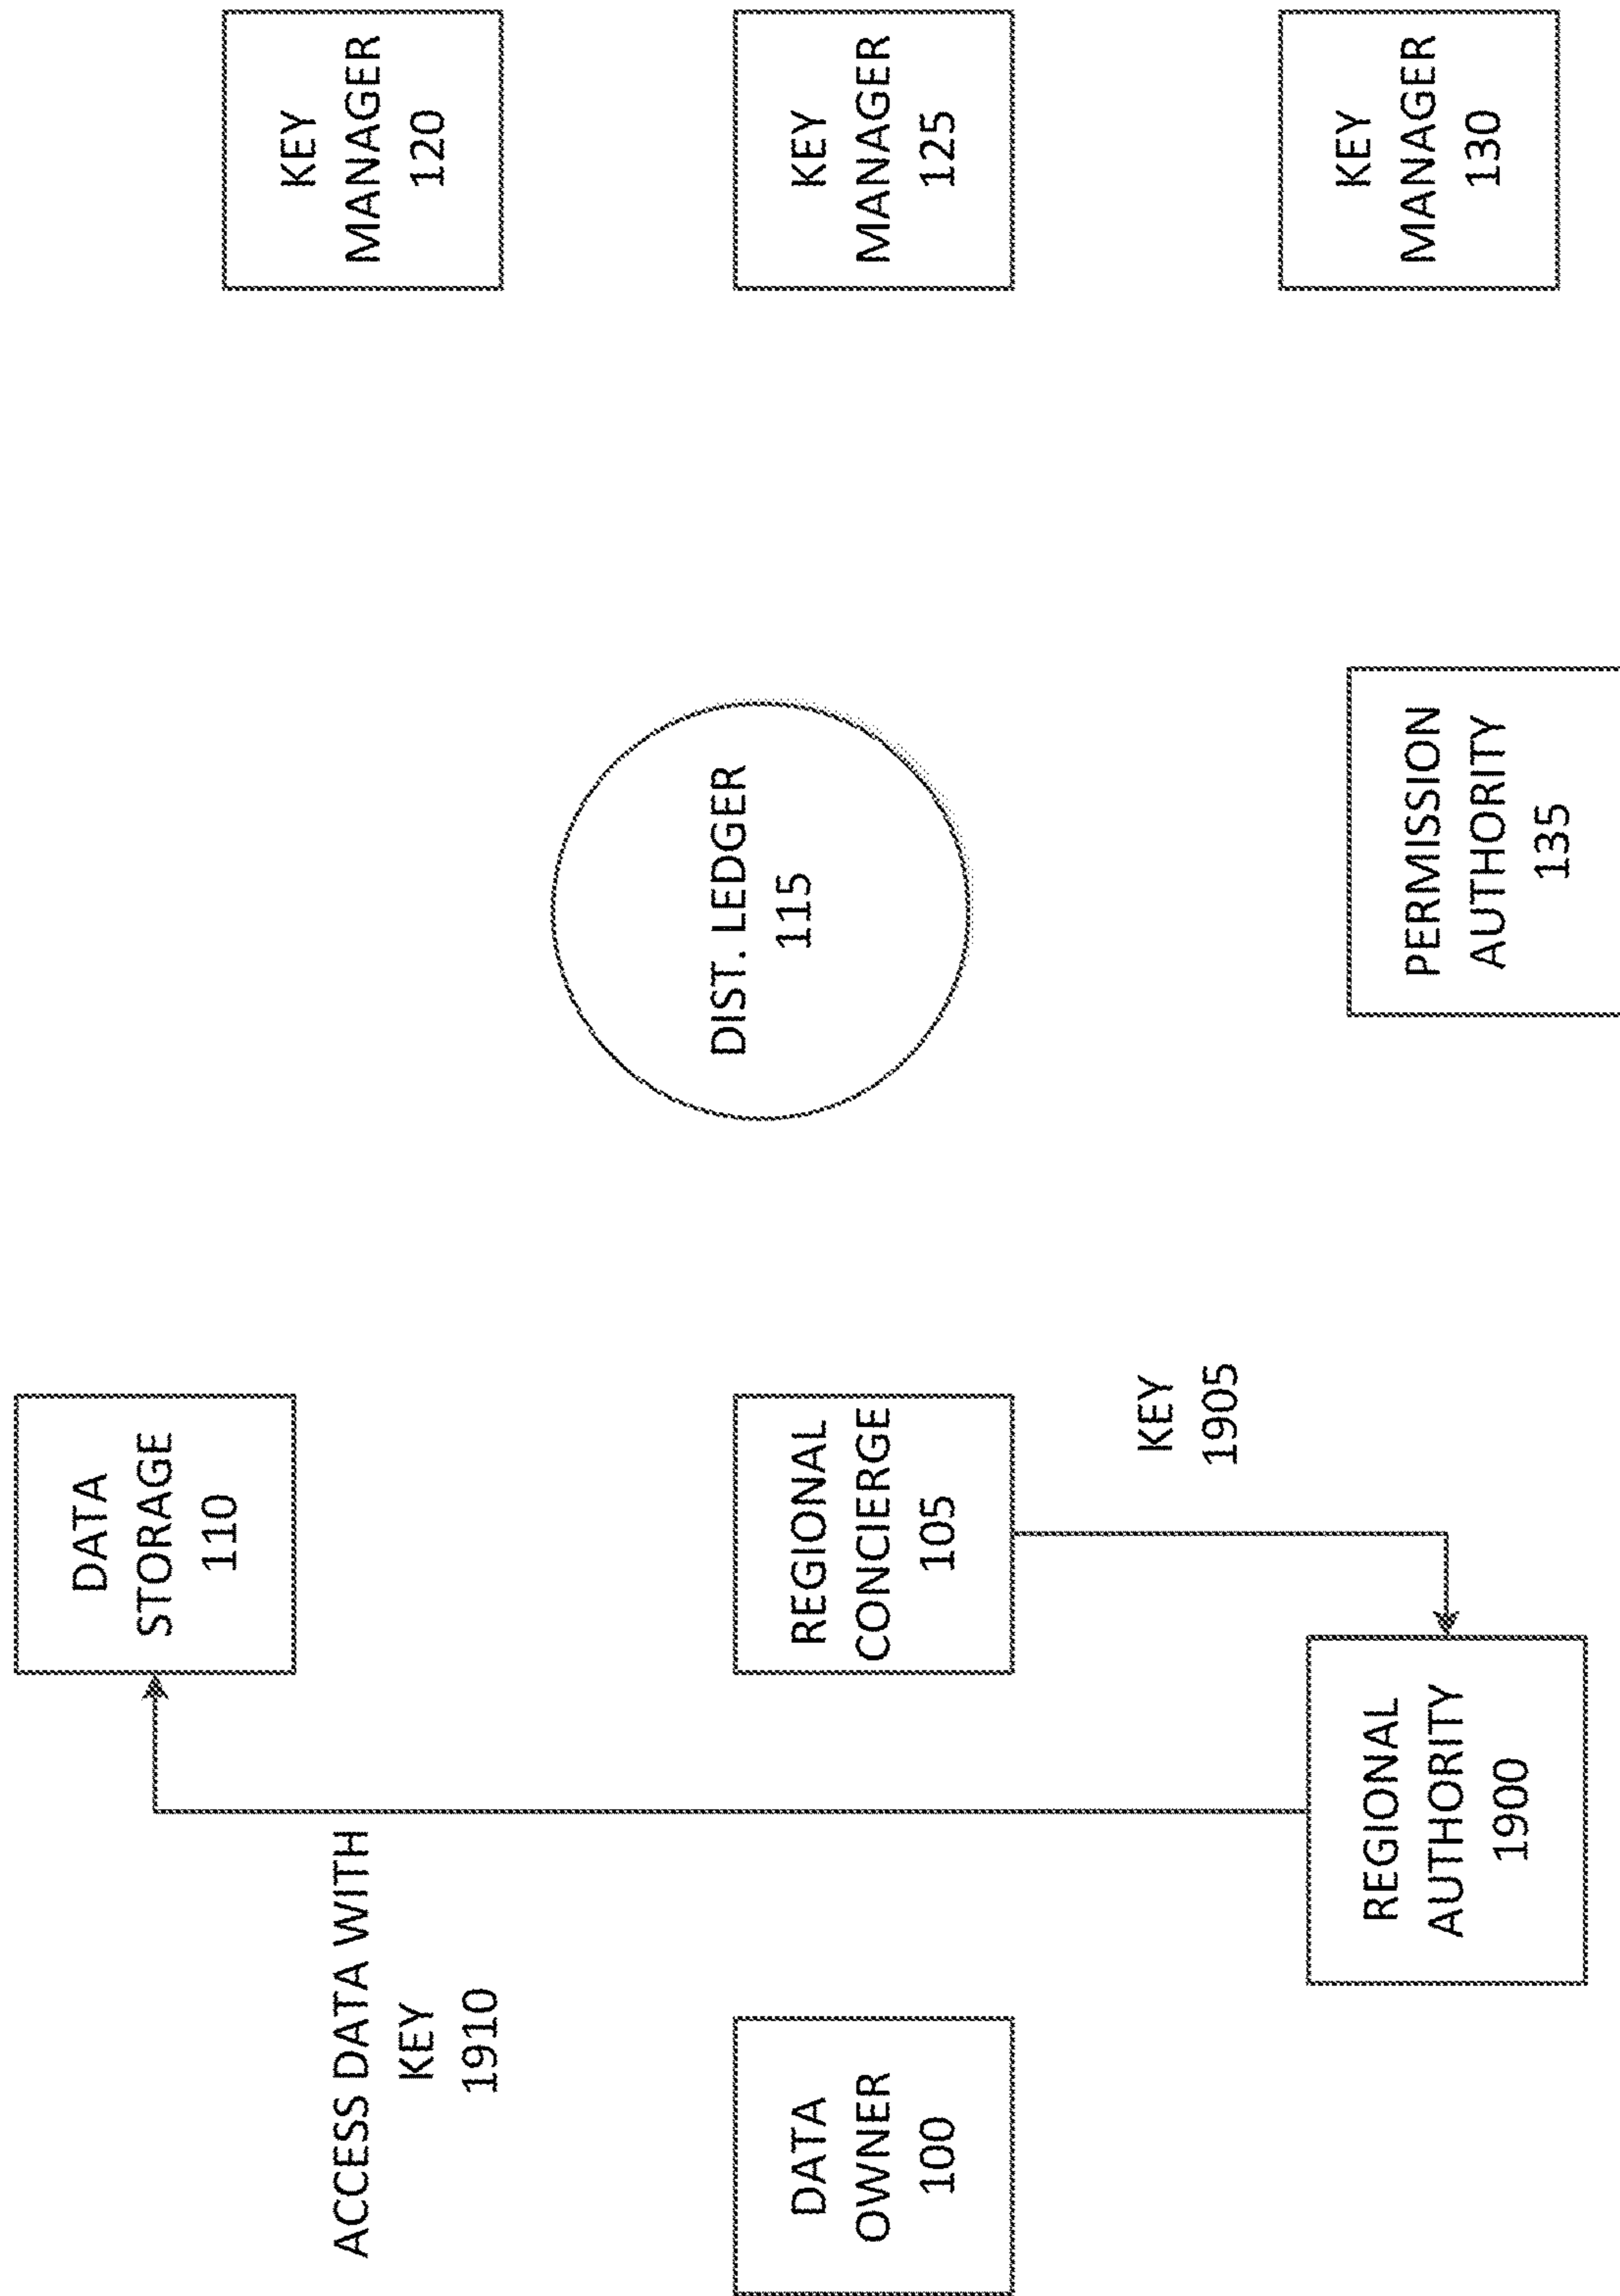 DATA
STORAGE
110
KEY
MANAGER
120
ACCESS DATA WITH
KEY
1910
DIST. LEDGER
115
DATA
OWNER
100
REGIONAL
CONCIERGE
105
KEY
MANAGER
125
KEY
1905
REGIONAL
AUTHORITY
1900
PERMISSION
AUTHORITY
135
KEY
MANAGER
130